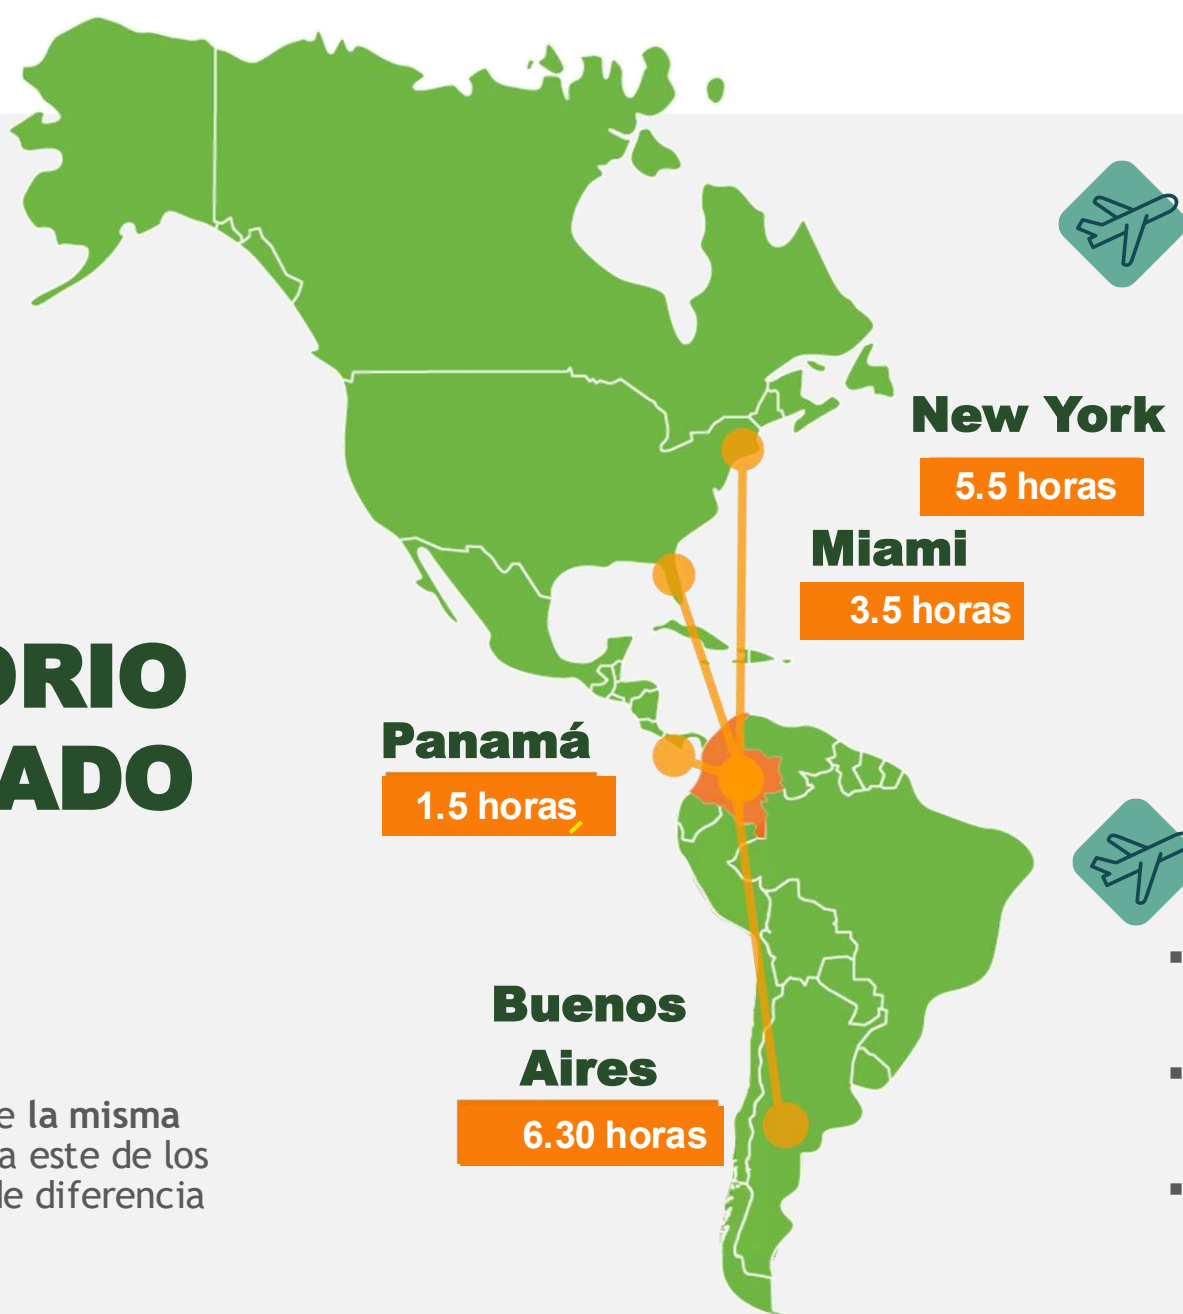 New York
5.5 horas
Miami
3.5 horas
ORIO
ADO
Panamá
1.5 horas
Buenos
Aires
6.30 horas
e la misma
a este de los
de diferencia